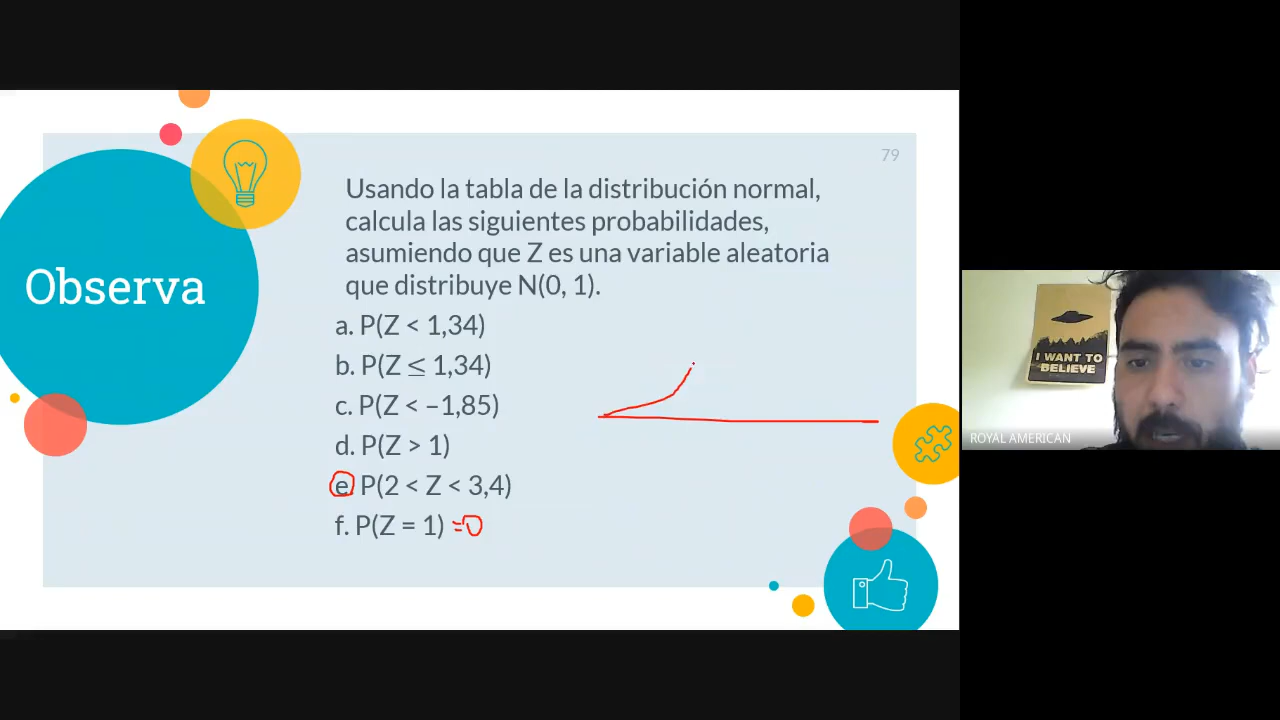 79
Usando la tabla de la distribución normal,
calcula las siguientes probabilidades,
asumiendo que Z es una variable aleatoria
que distribuye N(0, 1).
Observa
a. P(Z < 1,34)
b. P(Z ≤ 1,34)
c. P(Z < –1,85)
d. P(Z > 1)
e. P(2 < Z < 3,4)
f. P(Z = 1) =0
I WANT TO
BELIEVE
ROYAL AMERICAN